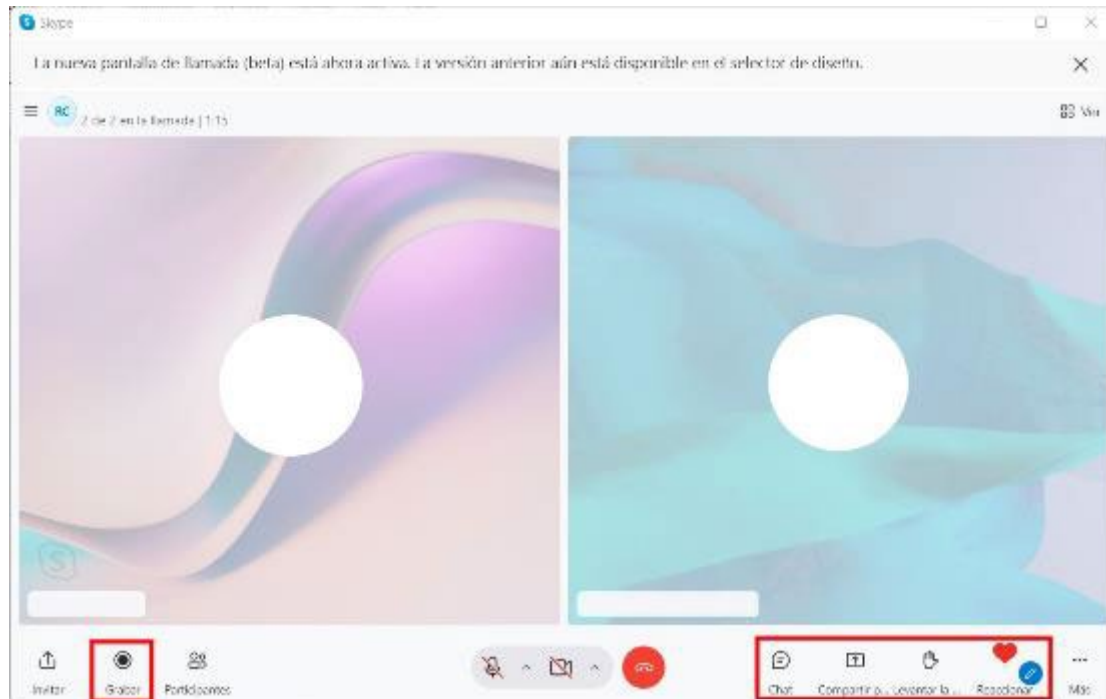 Skype
La nueva pantalla de llamada (beta) está ahora activa. La versión anterior aún está disponible en el selector de diseño.
RC
2 de 2 en la llamada | 1:15
Ver
Invitar
Grabar
Participantes
Chat
Compartir p...
Levantar la ...
Reaccionar
Más